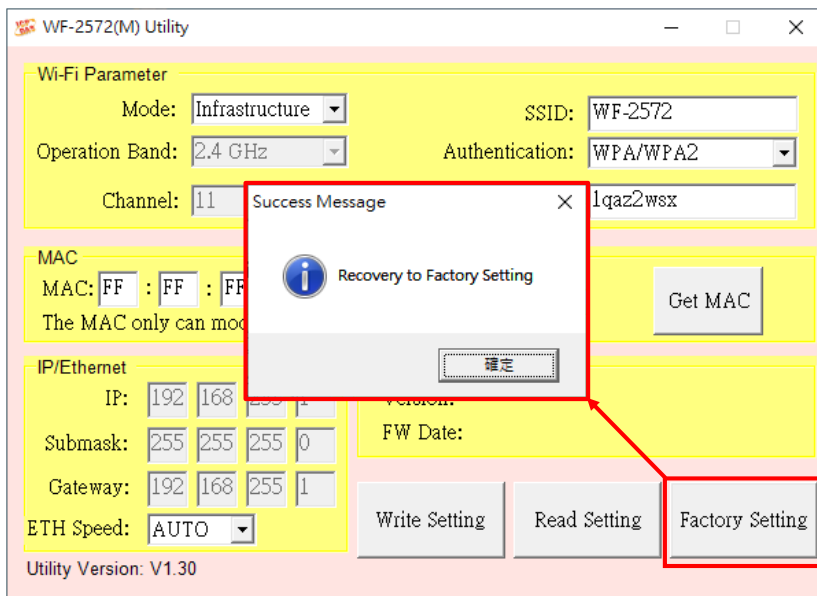 WF-2572(M) Utility
Wi-Fi Parameter
Mode: Infrastructure
SSID: WF-2572
Operation Band: 2.4 GHz
Authentication: WPA/WPA2
Channel: 11
1qaz2wsx
Success Message
Recovery to Factory Setting
確定
MAC
MAC: FF : FF : FF
The MAC only can
Get MAC
IP/Ethernet
IP: 192 168 255 1
Submask: 255 255 255 0
Gateway: 192 168 255 1
ETH Speed: AUTO
Version:
FW Date:
Write Setting
Read Setting
Factory Setting
Utility Version: V1.30